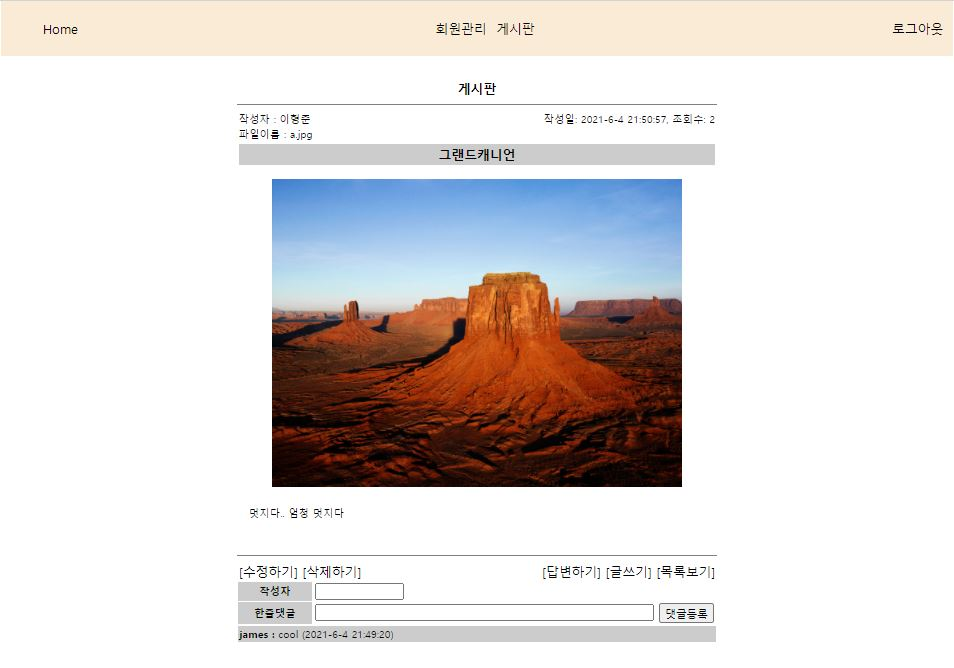 Home 회원관리 게시판 로그아웃
게시판
작성자 : 이형준 작성일: 2021-6-4 21:50:57, 조회수: 2
파일이름 : a.jpg
그랜드캐니언
멋지다.. 엄청 멋지다
[수정하기] [삭제하기] [답변하기] [글쓰기] [목록보기]
작성자
한줄댓글 댓글등록
james : cool (2021-6-4 21:49:20)